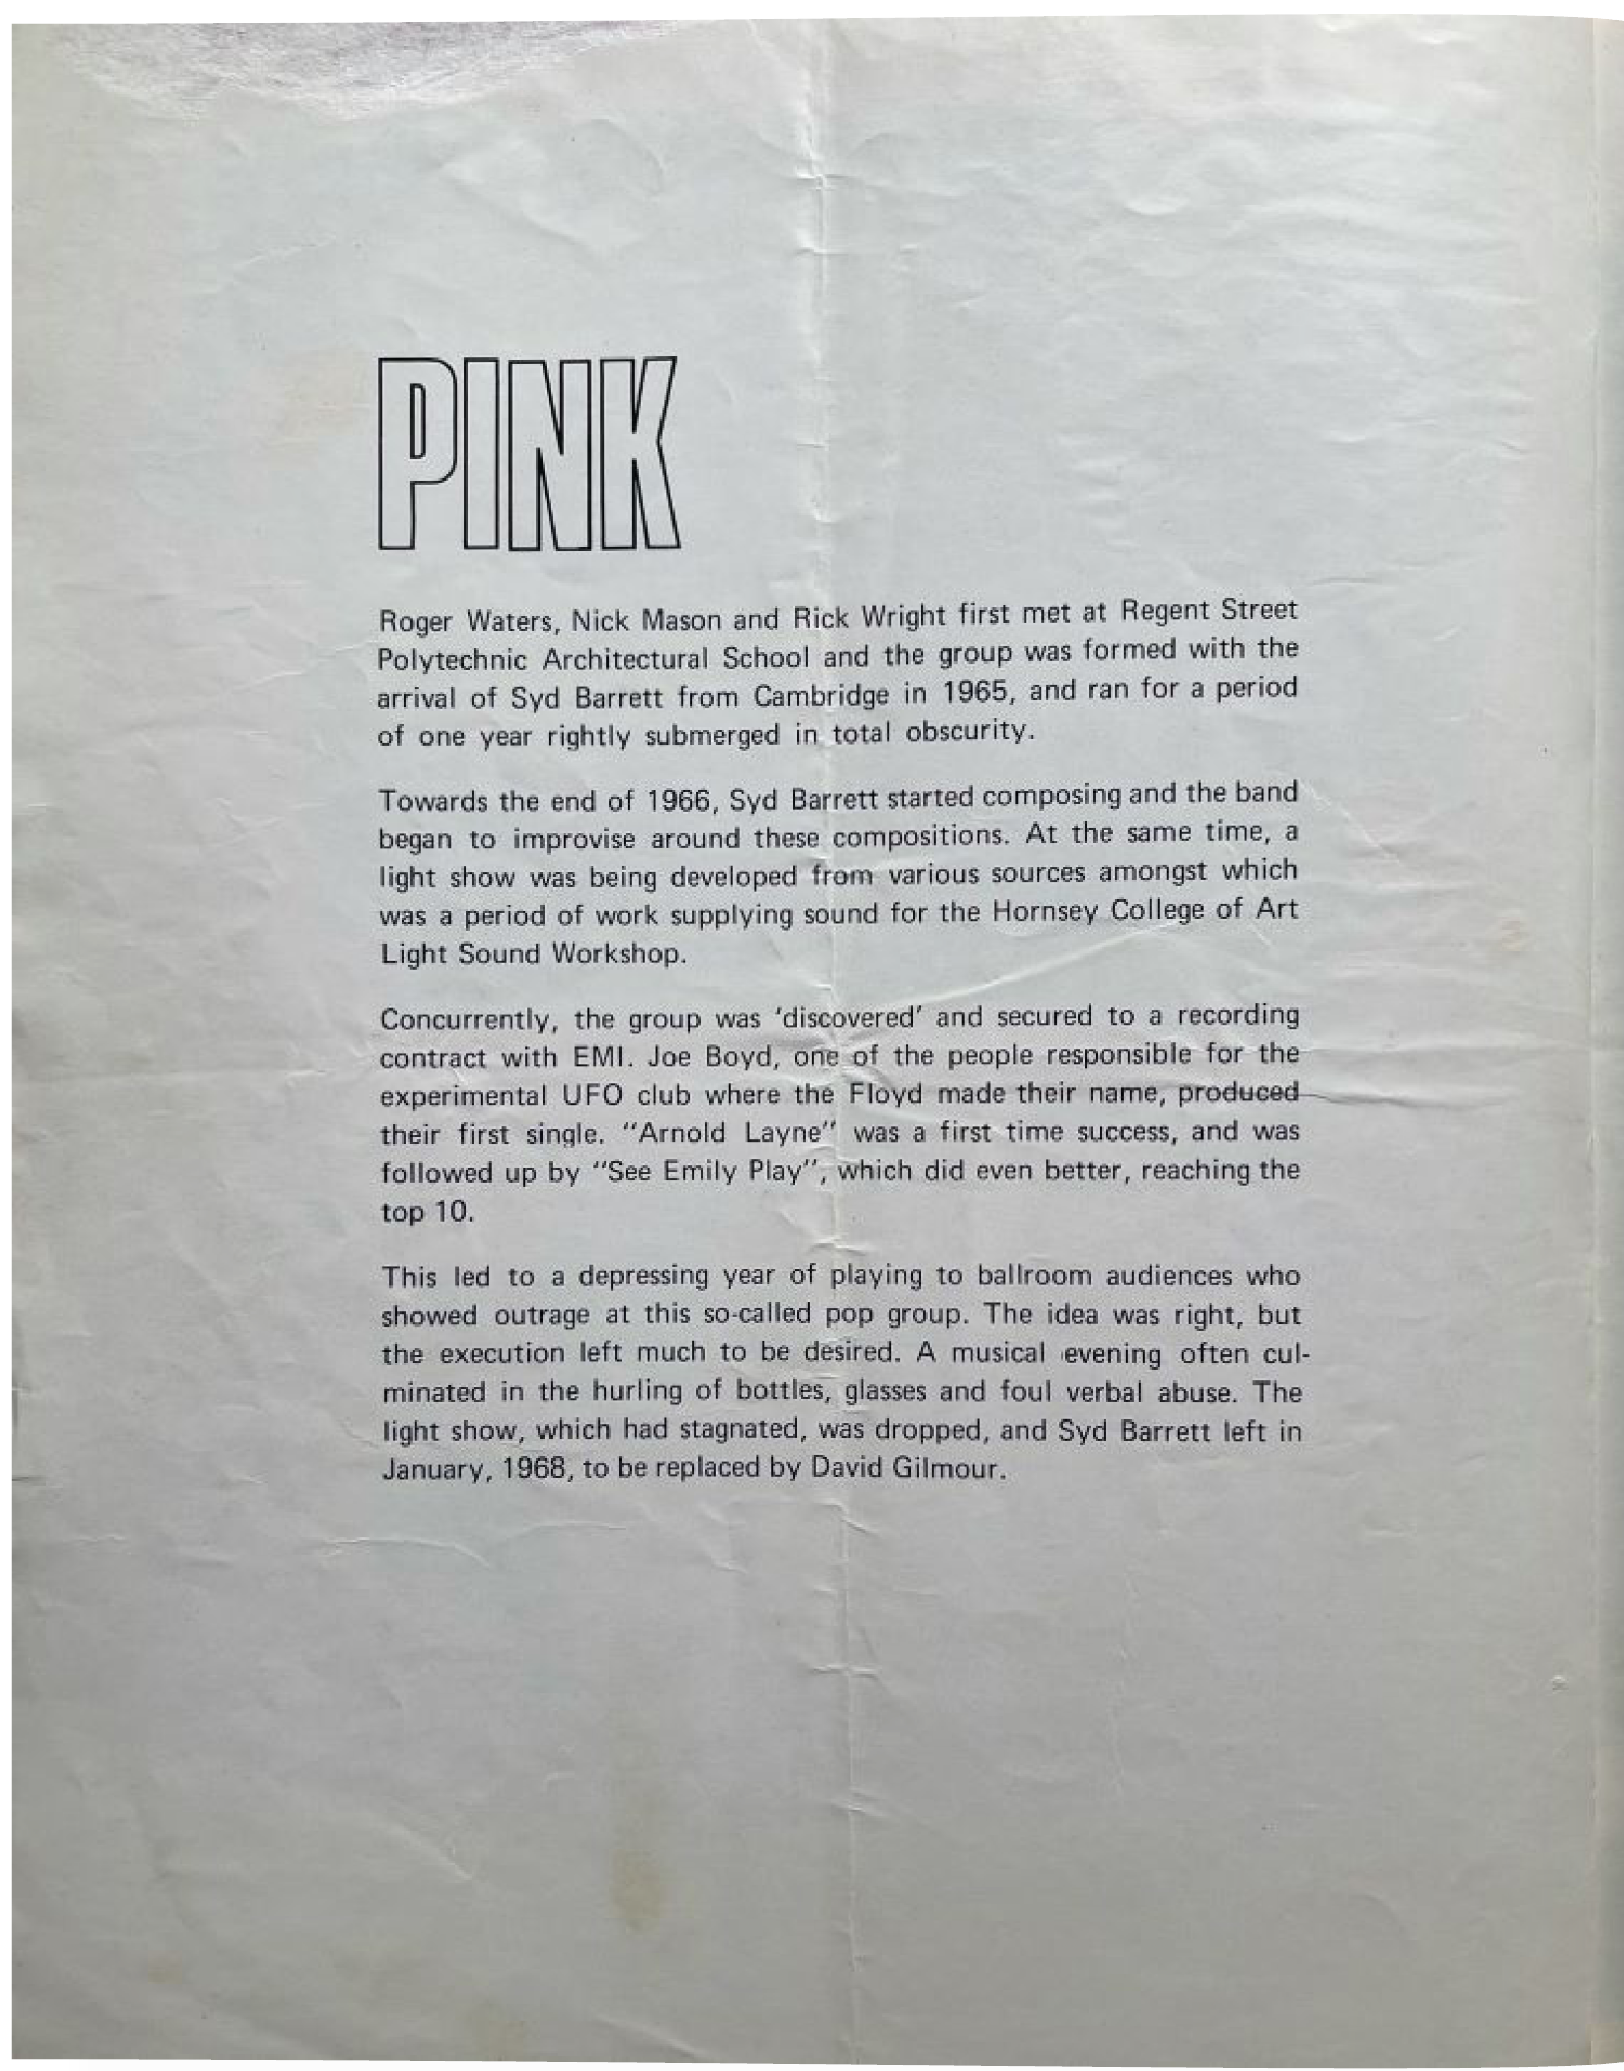 PINK
Roger Waters, Nick Mason and Rick Wright first met at Regent Street
Polytechnic Architectural School and the group was formed with the
arrival of Syd Barrett from Cambridge in 1965, and ran for a period
of one year rightly submerged in total obscurity.
Towards the end of 1966, Syd Barrett started composing and the band
began to improvise around these compositions. At the same time, a
light show was being developed from various sources amongst which
was a period of work supplying sound for the Hornsey College of Art
Light Sound Workshop.
Concurrently, the group was ‘discovered’ and secured to a recording
contract with EMI. Joe Boyd, one of the people responsible for the
experimental UFO club where the Floyd made their name, produced
their first single. “Arnold Layne” was a first time success, and was
followed up by “See Emily Play”, which did even better, reaching the
top 10.
This led to a depressing year of playing to ballroom audiences who
showed outrage at this so-called pop group. The idea was right, but
the execution left much to be desired. A musical evening often cul-
minated in the hurling of bottles, glasses and foul verbal abuse. The
light show, which had stagnated, was dropped, and Syd Barrett left in
January, 1968, to be replaced by David Gilmour.